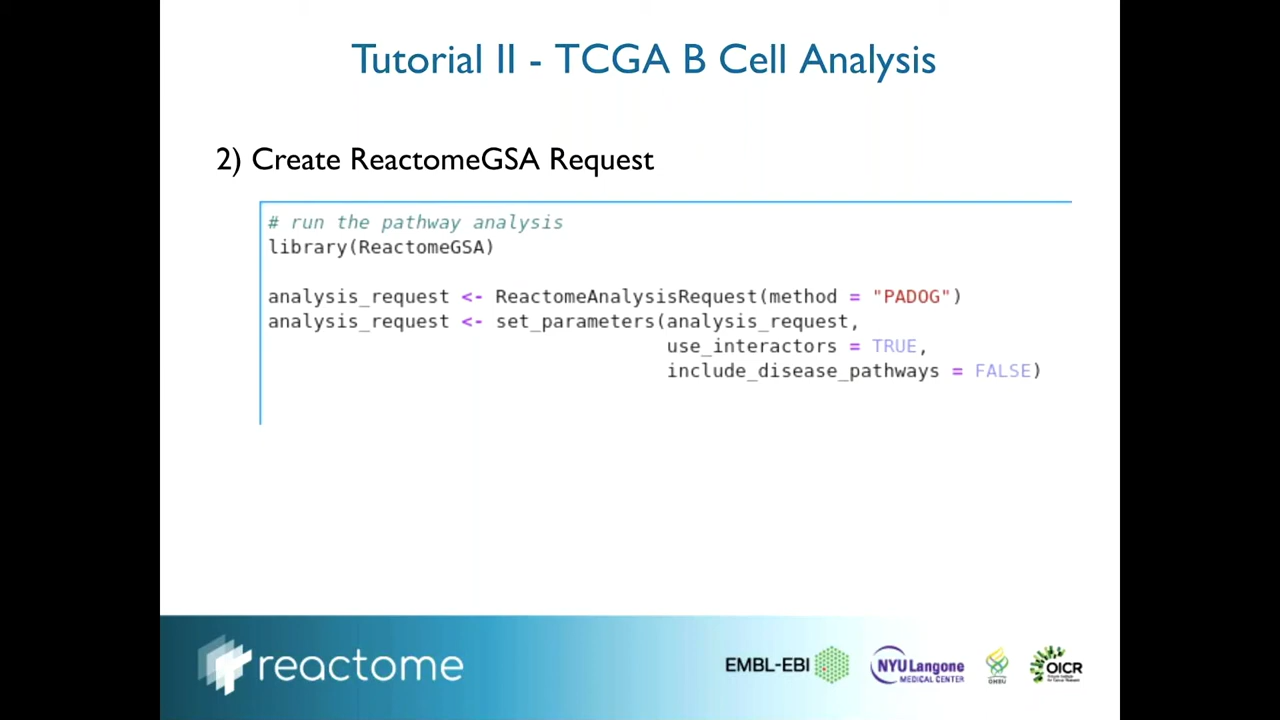 Tutorial II - TCGA B Cell Analysis
2) Create ReactomeGSA Request
# run the pathway analysis
library(ReactomeGSA)
analysis_request <- ReactomeAnalysisRequest(method = "PADOG")
analysis_request <- set_parameters(analysis_request,
use_interactors = TRUE,
include_disease_pathways = FALSE)
reactome
EMBL-EBI
NYU Langone
MEDICAL CENTER
OHSU
OICR